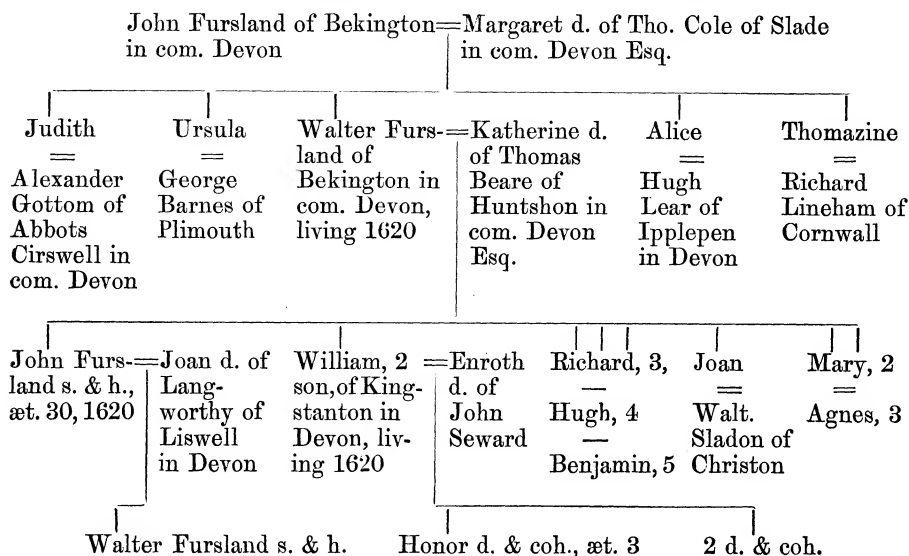 John Fursland of Bekington=Margaret d. of Tho. Cole of Slade
in com. Devon in com. Devon Esq.
Judith
=
Alexander
Gottom of
Abbots
Cirswell in
com. Devon
Ursula
=
George
Barnes of
Plimouth
Walter Furs-
land of
Bekington in
com. Devon,
living 1620
=Katherine d.
of Thomas
Beare of
Huntshon in
com. Devon
Esq.
Alice
=
Hugh
Lear of
Ipplepen
in Devon
Thomazine
=
Richard
Lineham of
Cornwall
John Furs-
land s. & h.,
æt. 30, 1620
=Joan d. of
Lang-
worthy of
Liswell
in Devon
William, 2
son, of King-
stanton in
Devon, liv-
ing 1620
=Enroth
d. of
John
Seward
Richard, 3,
—
Hugh, 4
—
Benjamin, 5
Joan
=
Walt.
Sladon of
Christon
Mary, 2
=
Agnes, 3
Walter Fursland s. & h.
Honor d. & coh., æt. 3
2 d. & coh.